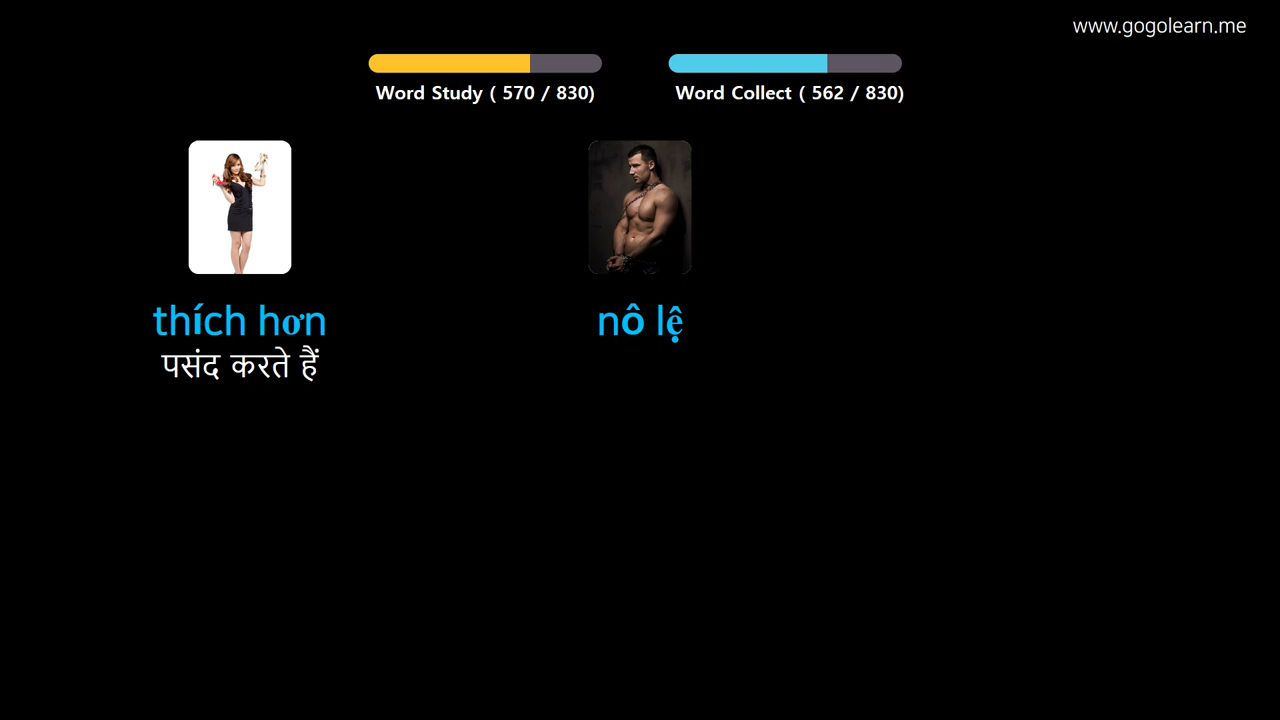 www.gogolearn.me
Word Study ( 570 / 830)
Word Collect ( 562 / 830)
thích hơn
nô lệ
पसंद करते हैं